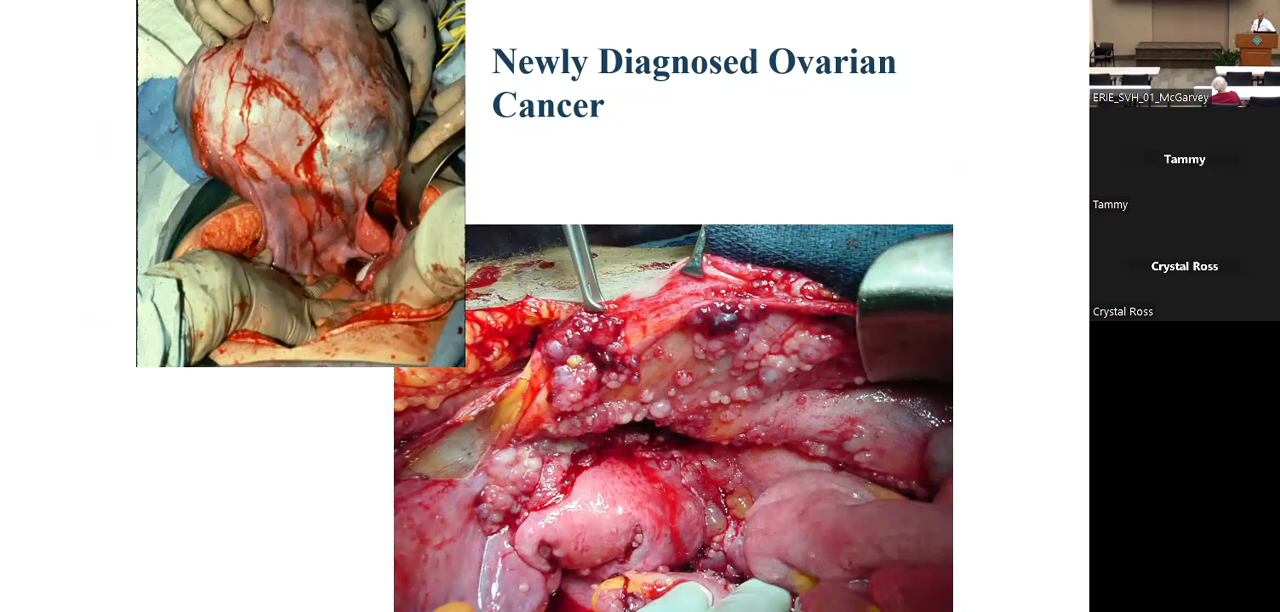 Newly Diagnosed Ovarian
Cancer
ERIE_SVH_01_McGarvey
Tammy
Tammy
Crystal Ross
Crystal Ross